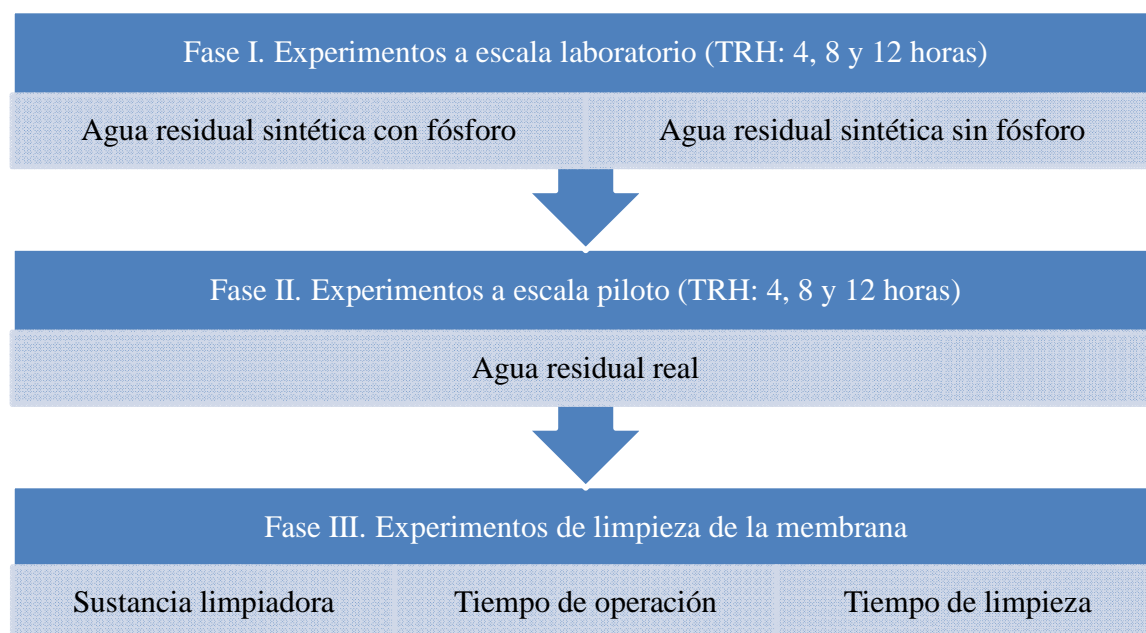 Fase I. Experimentos a escala laboratorio (TRH: 4, 8 y 12 horas)
Agua residual sintética con fósforo
Agua residual sintética sin fósforo
Fase II. Experimentos a escala piloto (TRH: 4, 8 y 12 horas)
Agua residual real
Fase III. Experimentos de limpieza de la membrana
Sustancia limpiadora
Tiempo de operación
Tiempo de limpieza